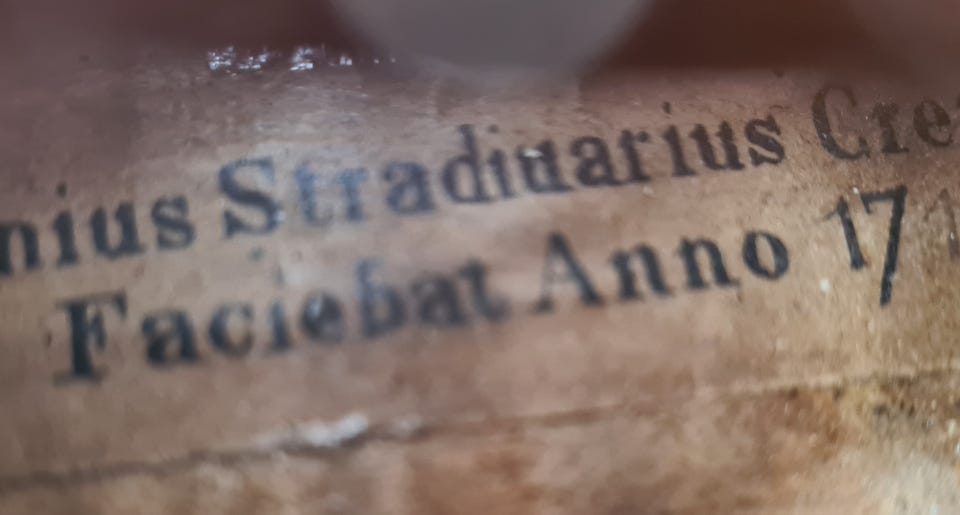 nius Stradiuarius Cre
Faciebat Anno 17